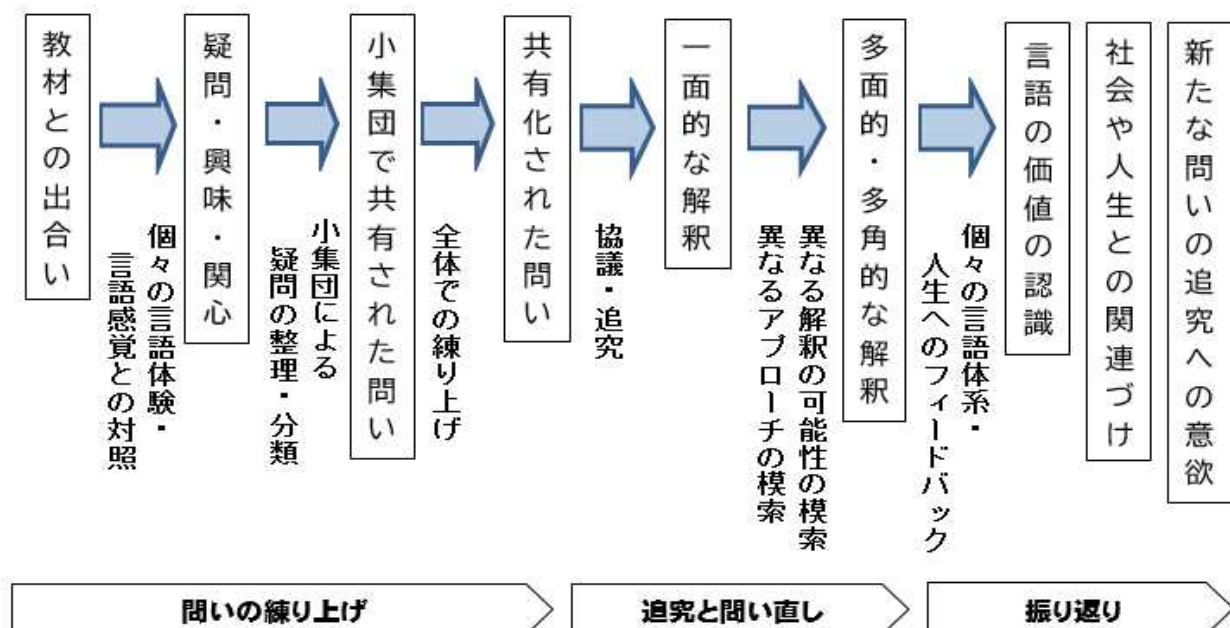 教材との出合い
個々の言語体験・
言語感覚との対照
疑問・興味・関心
小集団による
疑問の整理・分類
小集団で共有された問い
全体での練り上げ
共有化された問い
協議・追究
一面的な解釈
異なる解釈の可能性の模索
異なるアプローチの模索
多面的・多角的な解釈
個々の言語体系・
人生へのフィードバック
言語の価値の認識
社会や人生との関連づけ
新たな問いの追究への意欲
問いの練り上げ
追究と問い直し
振り返り